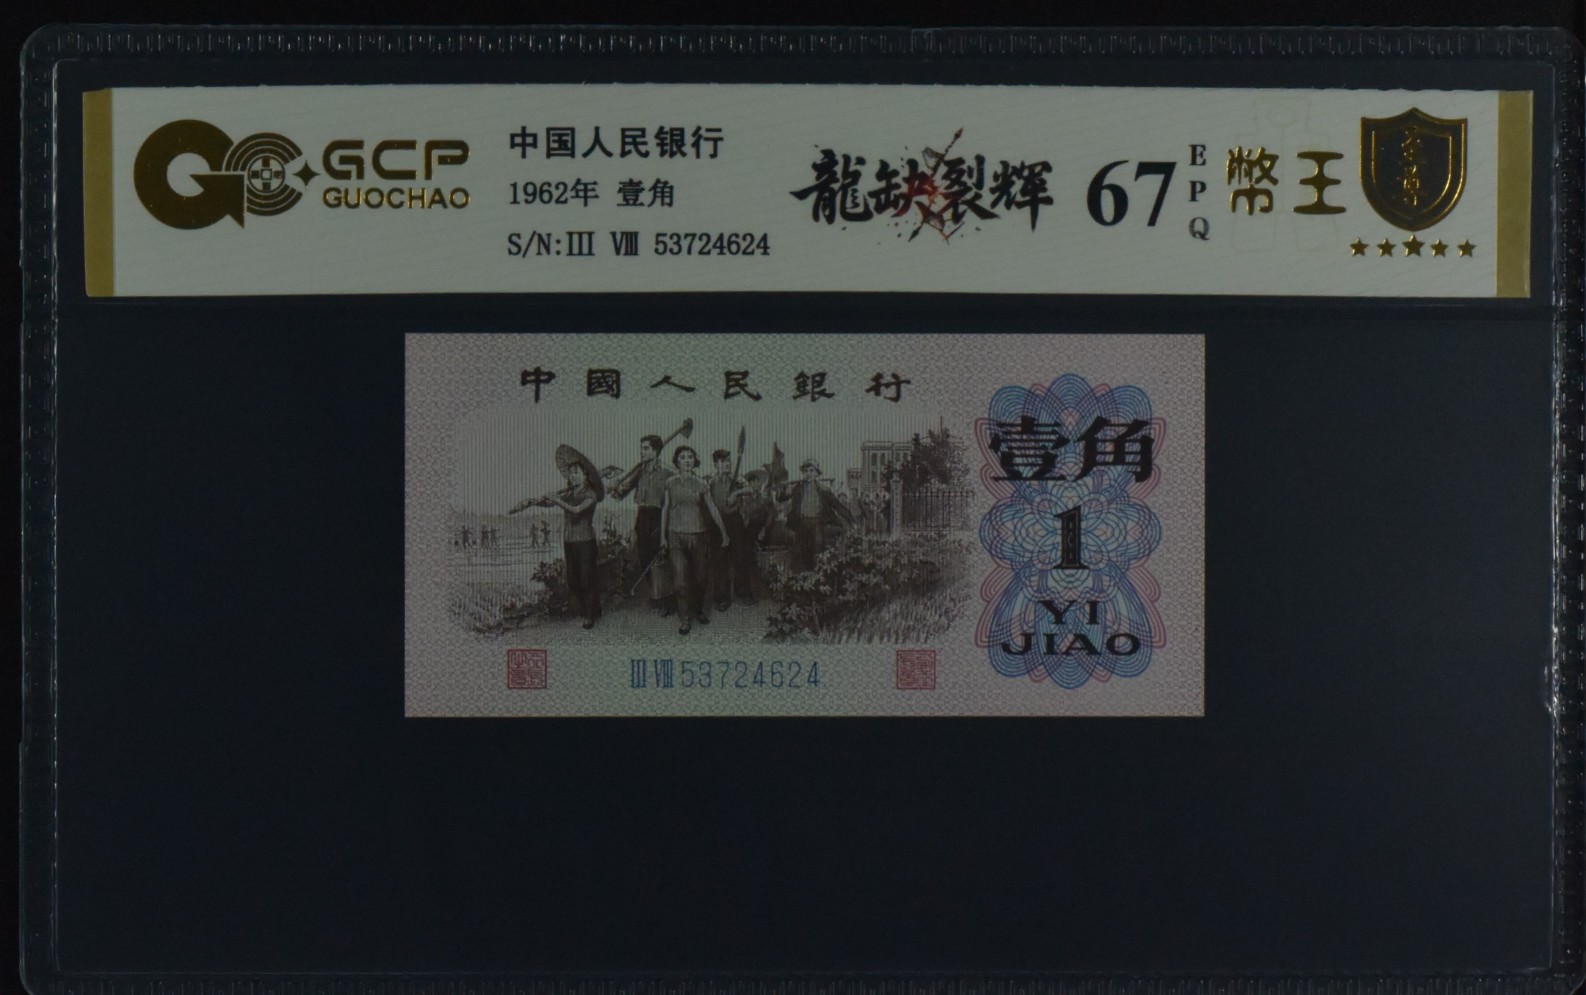 GCP
GUOCHAO
中国人民银行
1962年 壹角
S/N:III VIII 53724624
龍缺裂輝
67
EPQ
幣王
中國人民銀行
壹角
1
YI
JIAO
III VIII 53724624